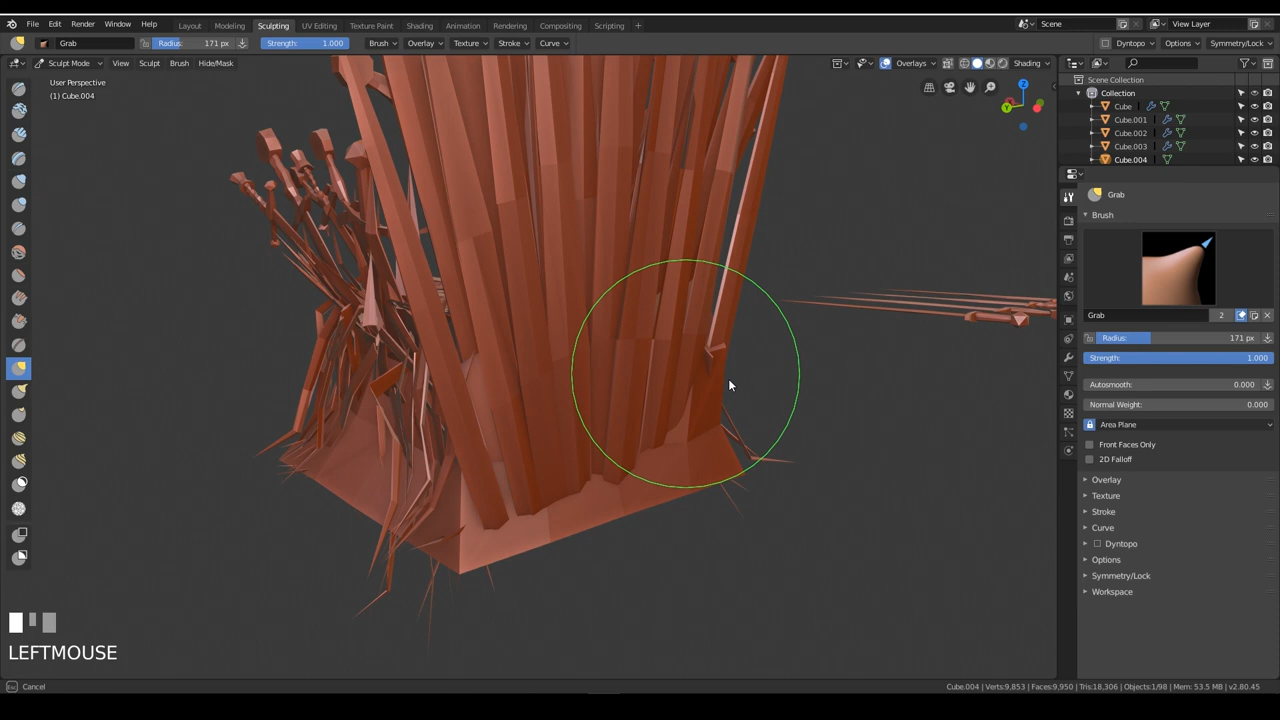 File Edit Render Window Help Layout Modeling Sculpting UV Editing Texture Paint Shading Animation Rendering Compositing Scripting + Scene View Layer
Grab Radius: 171 px Strength: 1.000 Brush Overlay Texture Stroke Curve Dyntopo Options Symmetry/Lock
Sculpt Mode View Sculpt Brush Hide/Mask Overlays Shading
User Perspective
(1) Cube.004
Z
Y
Scene Collection
Collection
Cube
Cube.001
Cube.002
Cube.003
Cube.004
Grab
Brush
Grab 2
Radius: 171 px
Strength: 1.000
Autosmooth: 0.000
Normal Weight: 0.000
Area Plane
Front Faces Only
2D Falloff
Overlay
Texture
Stroke
Curve
Dyntopo
Options
Symmetry/Lock
Workspace
LEFTMOUSE
Esc Cancel Cube.004 | Verts:9,853 | Faces:9,950 | Tris:18,306 | Objects:1/98 | Mem: 53.5 MB | v2.80.45